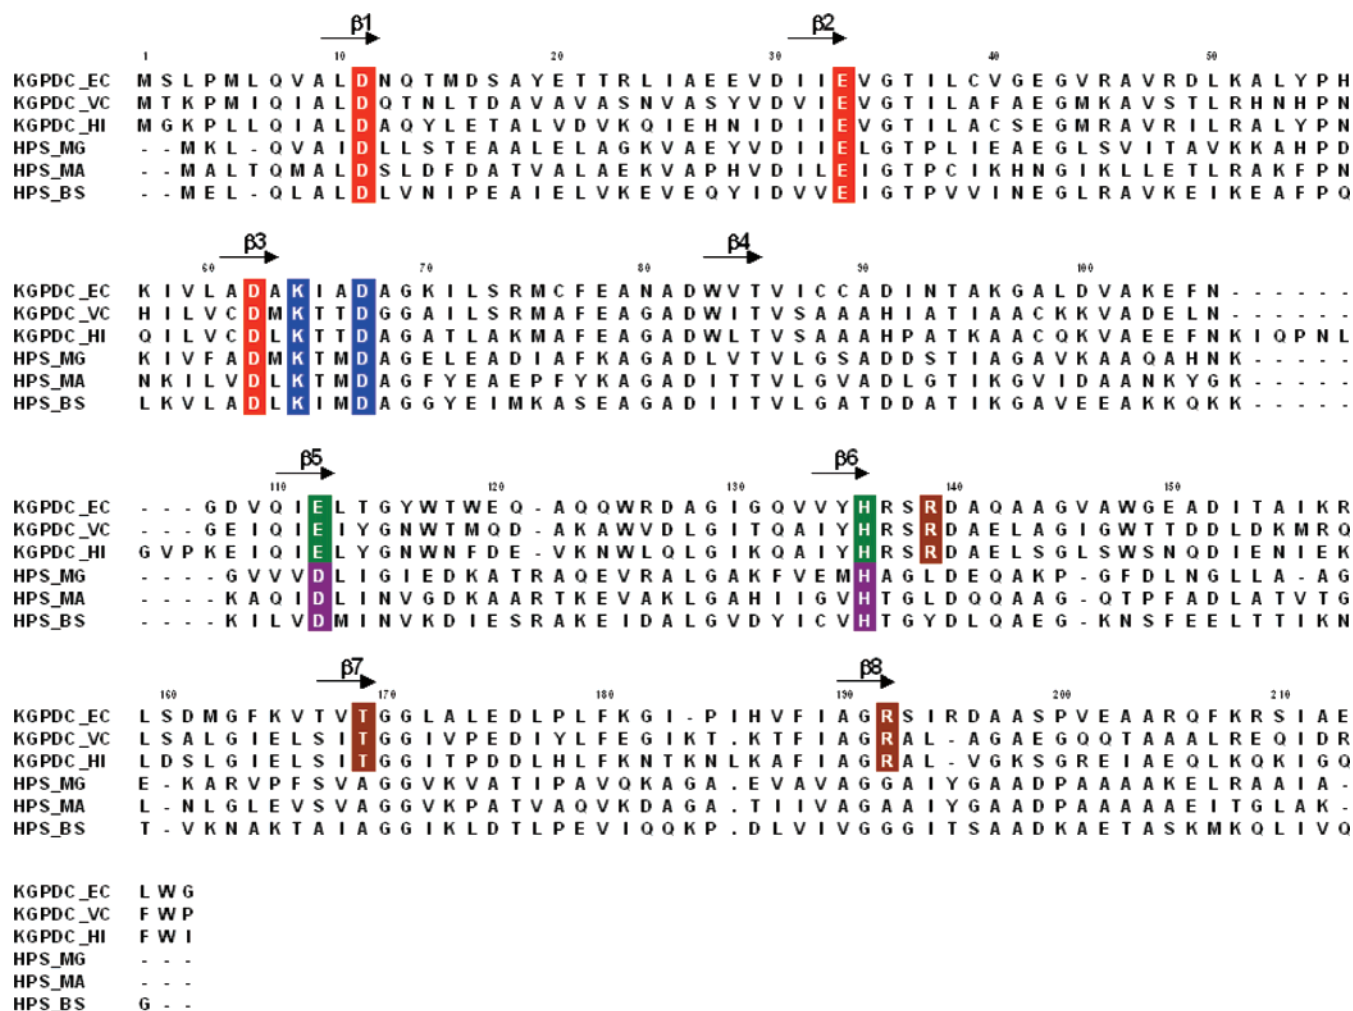 β1 β2
1 10 20 30 40 50
KGPDC_EC M S L P M L Q V A L D N Q T M D S A Y E T T R L I A E E V D I I E V G T I L C V G E G V R A V R D L K A L Y P H
KGPDC_VC M T K P M I Q I A L D Q T N L T D A V A V A S N V A S Y V D V I E V G T I L A F A E G M K A V S T L R H N H P N
KGPDC_HI M G K P L L Q I A L D A Q Y L E T A L V D V K Q I E H N I D I I E V G T I L A C S E G M R A V R I L R A L Y P N
HPS_MG - - M K L - Q V A I D L L S T E A A L E L A G K V A E Y V D I I E L G T P L I E A E G L S V I T A V K K A H P D
HPS_MA - - M A L T Q M A L D S L D F D A T V A L A E K V A P H V D I L E I G T P C I K H N G I K L L E T L R A K F P N
HPS_BS - - M E L - Q L A L D L V N I P E A I E L V K E V E Q Y I D V V E I G T P V V I N E G L R A V K E I K E A F P Q
β3 β4
60 70 80 90 100
KGPDC_EC K I V L A D A K I A D A G K I L S R M C F E A N A D W V T V I C C A D I N T A K G A L D V A K E F N - - - - - -
KGPDC_VC H I L V C D M K T T D G G A I L S R M A F E A G A D W I T V S A A A H I A T I A A C K K V A D E L N - - - - - -
KGPDC_HI Q I L V C D L K T T D A G A T L A K M A F E A G A D W L T V S A A A H P A T K A A C Q K V A E E F N K I Q P N L
HPS_MG K I V F A D M K T M D A G E L E A D I A F K A G A D L V T V L G S A D D S T I A G A V K A A Q A H N K - - - - -
HPS_MA N K I L V D L K T M D A G F Y E A E P F Y K A G A D I T T V L G V A D L G T I K G V I D A A N K Y G K - - - - -
HPS_BS L K V L A D L K I M D A G G Y E I M K A S E A G A D I I T V L G A T D D A T I K G A V E E A K K Q K K - - - - -
β5 β6
110 120 130 140 150
KGPDC_EC - - - G D V Q I E L T G Y W T W E Q - A Q Q W R D A G I G Q V V Y H R S R D A Q A A G V A W G E A D I T A I K R
KGPDC_VC - - - G E I Q I E I Y G N W T M Q D - A K A W V D L G I T Q A I Y H R S R D A E L A G I G W T T D D L D K M R Q
KGPDC_HI G V P K E I Q I E L Y G N W N F D E - V K N W L Q L G I K Q A I Y H R S R D A E L S G L S W S N Q D I E N I E K
HPS_MG - - - - G V V V D L I G I E D K A T R A Q E V R A L G A K F V E M H A G L D E Q A K P - G F D L N G L L A - A G
HPS_MA - - - - K A Q I D L I N V G D K A A R T K E V A K L G A H I I G V H T G L D Q Q A A G - Q T P F A D L A T V T G
HPS_BS - - - - K I L V D M I N V K D I E S R A K E I D A L G V D Y I C V H T G Y D L Q A E G - K N S F E E L T T I K N
β7 β8
160 170 180 190 200 210
KGPDC_EC L S D M G F K V T V T G G L A L E D L P L F K G I - P I H V F I A G R S I R D A A S P V E A A R Q F K R S I A E
KGPDC_VC L S A L G I E L S I T G G I V P E D I Y L F E G I K T . K T F I A G R A L - A G A E G Q Q T A A A L R E Q I D R
KGPDC_HI L D S L G I E L S I T G G I T P D D L H L F K N T K N L K A F I A G R A L - V G K S G R E I A E Q L K Q K I G Q
HPS_MG E - K A R V P F S V A G G V K V A T I P A V Q K A G A . E V A V A G G A I Y G A A D P A A A A K E L R A A I A -
HPS_MA L - N L G L E V S V A G G V K P A T V A Q V K D A G A . T I I V A G A A I Y G A A D P A A A A A E I T G L A K -
HPS_BS T - V K N A K T A I A G G I K L D T L P E V I Q Q K P . D L V I V G G G I T S A A D K A E T A S K M K Q L I V Q
KGPDC_EC L W G
KGPDC_VC F W P
KGPDC_HI F W I
HPS_MG - - -
HPS_MA - - -
HPS_BS G - -